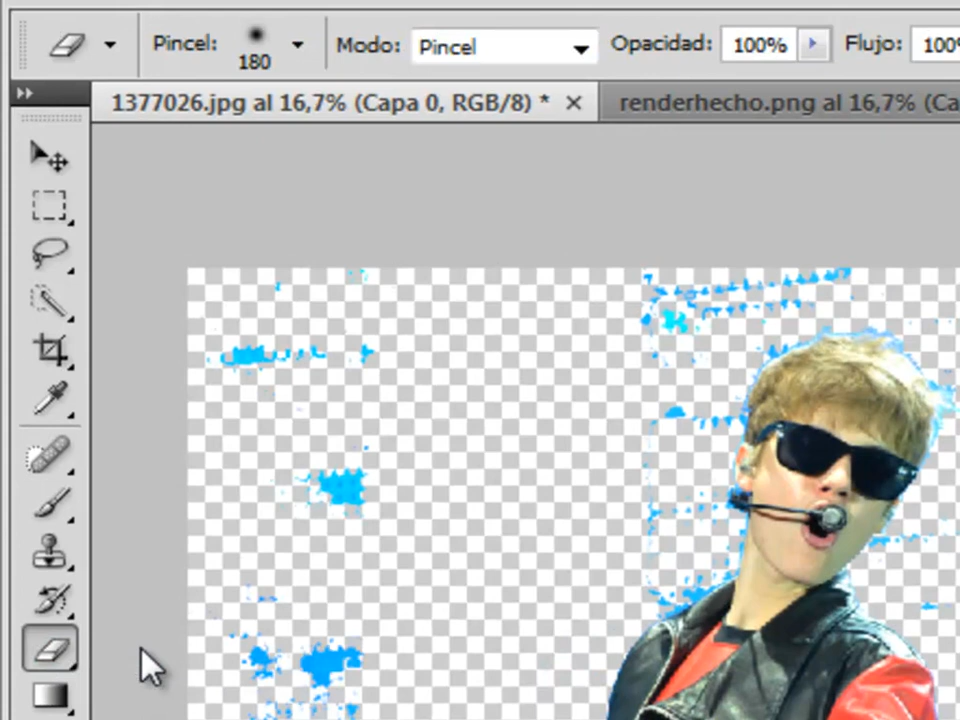 Pincel: 180 Modo: Pincel Opacidad: 100% Flujo: 100%
1377026.jpg al 16,7% (Capa 0, RGB/8) * renderhecho.png al 16,7% (Ca